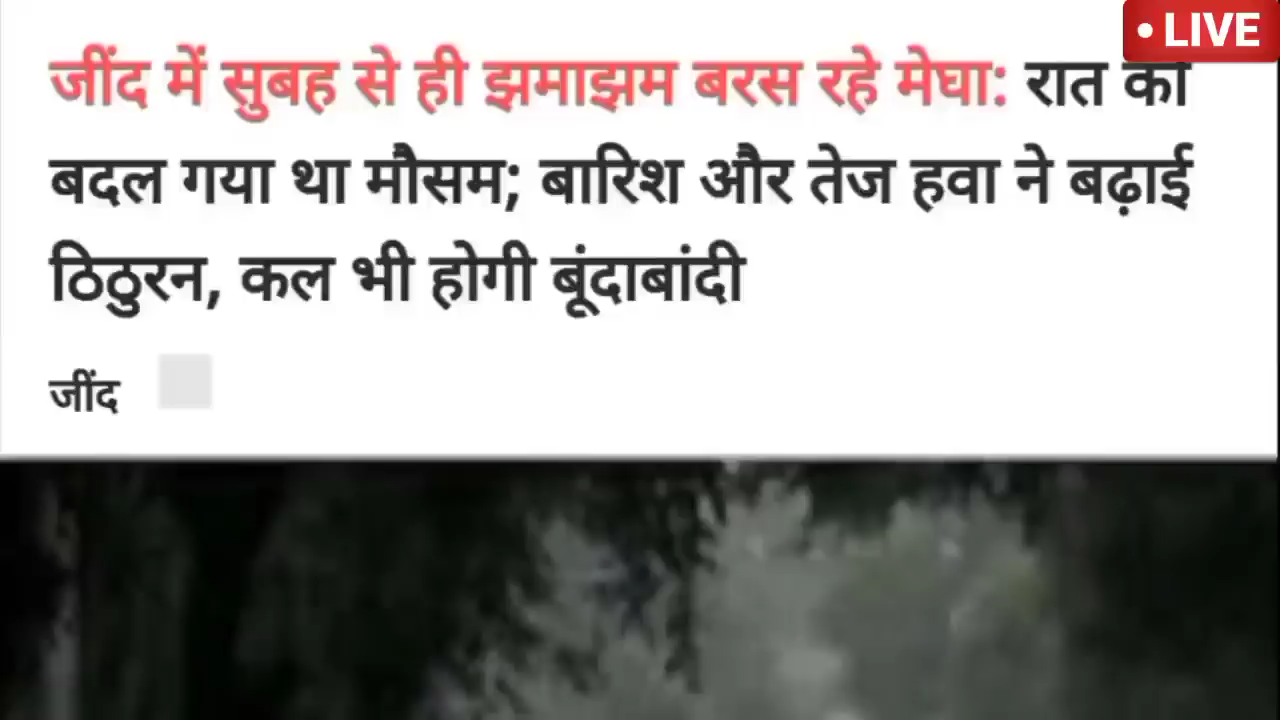 LIVE
जींद में सुबह से ही झमाझम बरस रहे मेघा: रात को
बदल गया था मौसम; बारिश और तेज हवा ने बढ़ाई
ठिठुरन, कल भी होगी बूंदाबांदी
जींद